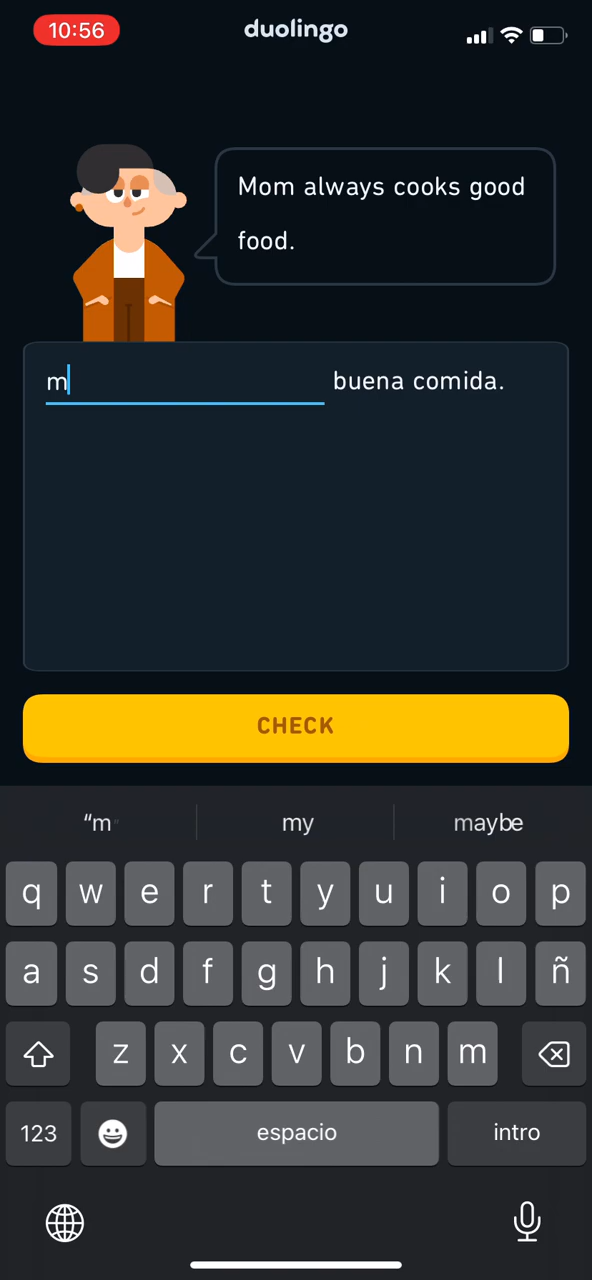 10:56 duolingo
Mom always cooks good
food.
m buena comida.
CHECK
“m” my maybe
q w e r t y u i o p
a s d f g h j k l ñ
z x c v b n m
123 espacio intro